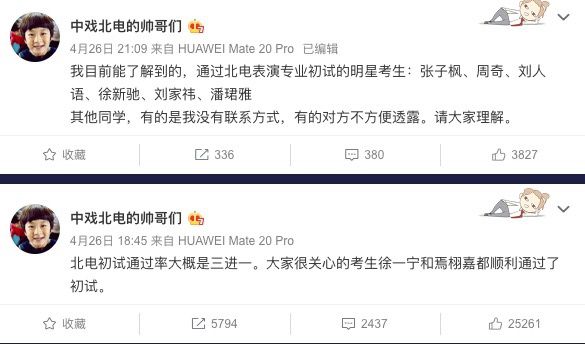 中戏北电的帅哥们
4月26日 21:09 来自 HUAWEI Mate 20 Pro 已编辑
我目前能了解到的，通过北电表演专业初试的明星考生：张子枫、周奇、刘人
语、徐新驰、刘家祎、潘珺雅
其他同学，有的是我没有联系方式，有的对方不方便透露。请大家理解。
收藏 336 380 3827
中戏北电的帅哥们
4月26日 18:45 来自 HUAWEI Mate 20 Pro
北电初试通过率大概是三进一。大家很关心的考生徐一宁和焉栩嘉都顺利通过了
初试。
收藏 5794 2437 25261